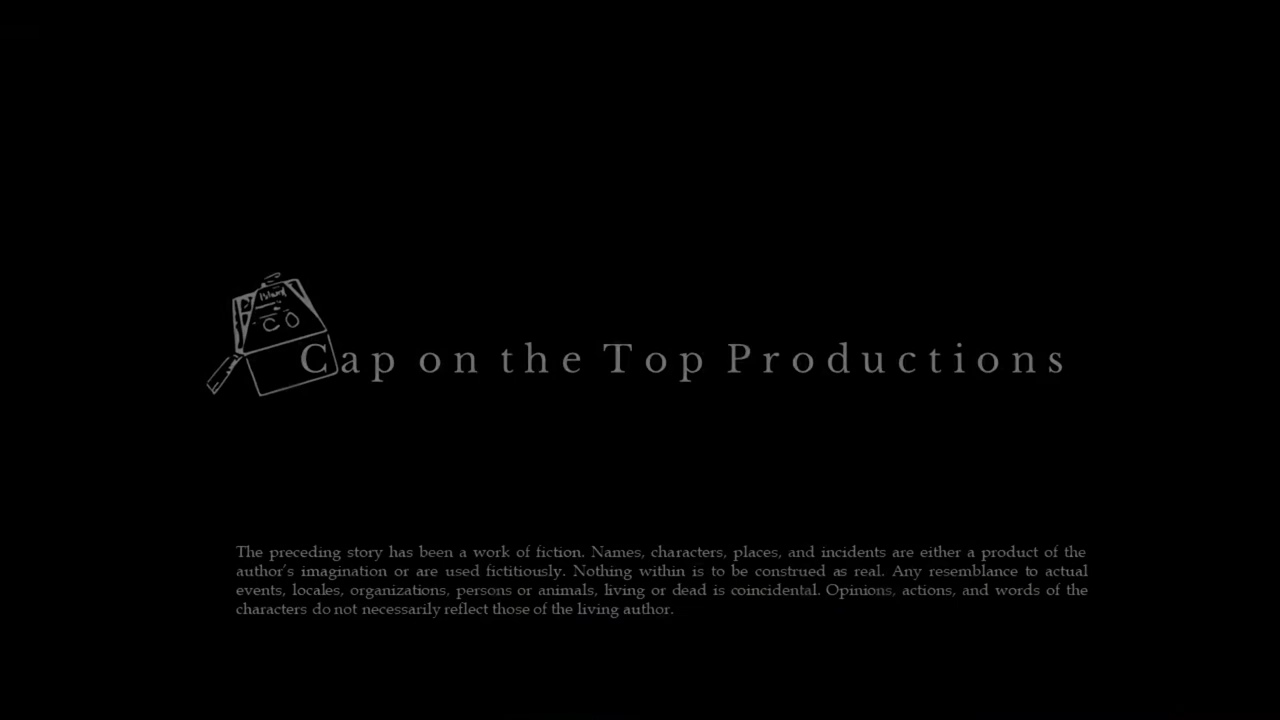 Island
CO
Cap on the Top Productions
The preceding story has been a work of fiction. Names, characters, places, and incidents are either a product of the
author's imagination or are used fictitiously. Nothing within is to be construed as real. Any resemblance to actual
events, locales, organizations, persons or animals, living or dead is coincidental. Opinions, actions, and words of the
characters do not necessarily reflect those of the living author.